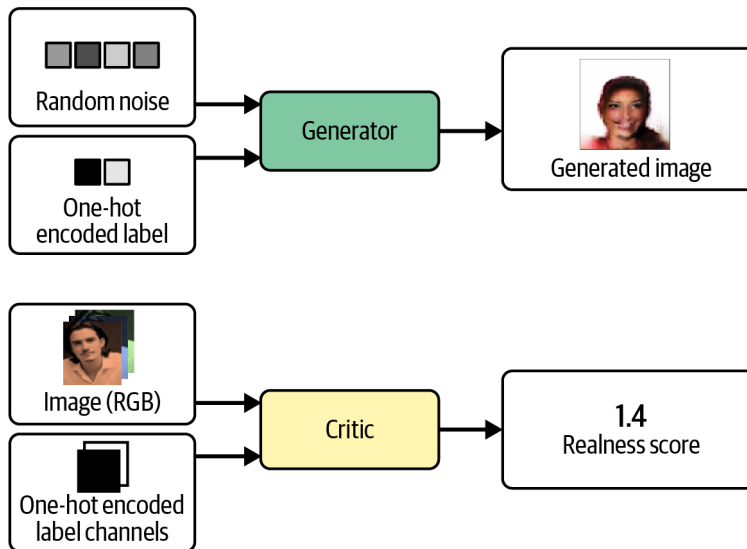 Random noise
Generator
Generated image
One-hot
encoded label
Image (RGB)
Critic
1.4
Realness score
One-hot encoded
label channels